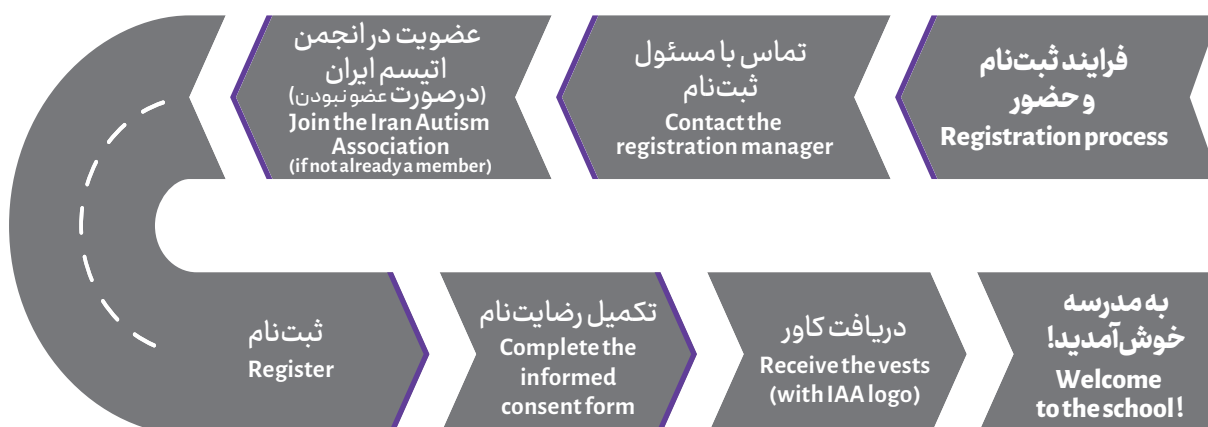 فرایند ثبت‌نام
و حضور
Registration process
تماس با مسئول
ثبت‌نام
Contact the
registration manager
عضویت در انجمن
اتیسم ایران
(درصورت عضو نبودن)
Join the Iran Autism
Association
(if not already a member)
ثبت‌نام
Register
تکمیل رضایت‌نام
Complete the
informed
consent form
دریافت کاور
Receive the vests
(with IAA logo)
به مدرسه
خوش‌آمدید!
Welcome
to the school!